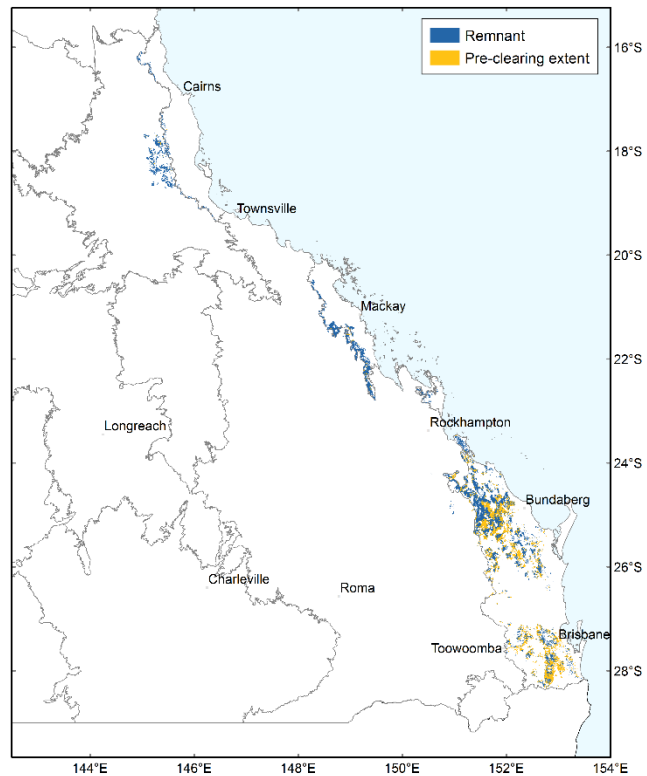 Remnant
Pre-clearing extent
16°S
Cairns
18°S
Townsville
20°S
Mackay
22°S
Longreach
Rockhampton
24°S
Bundaberg
26°S
Charleville
Roma
Toowoomba
Brisbane
28°S
144°E 146°E 148°E 150°E 152°E 154°E